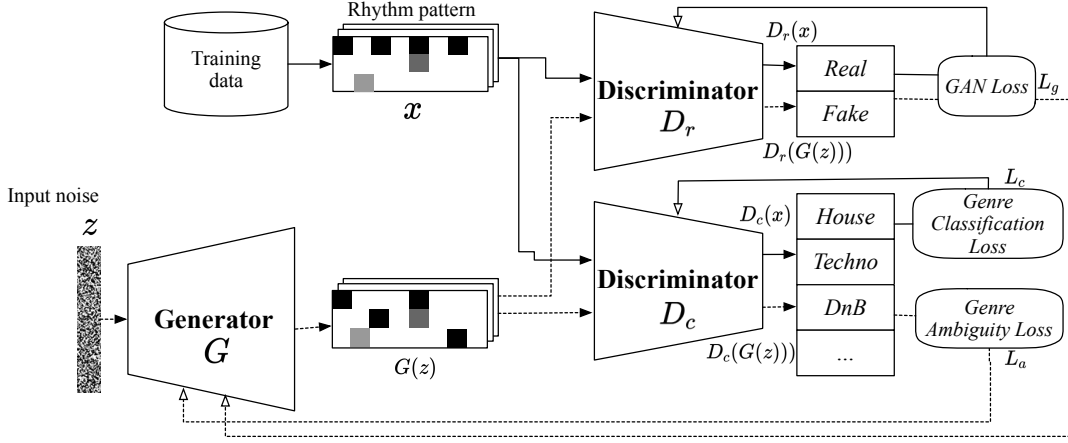 Rhythm pattern
Training
data
x
Discriminator
D_r
D_r(x)
Real
Fake
D_r(G(z)))
GAN Loss
L_g
Input noise
z
Generator
G
G(z)
Discriminator
D_c
D_c(x)
House
Techno
DnB
...
D_c(G(z)))
L_c
Genre
Classification
Loss
Genre
Ambiguity Loss
L_a